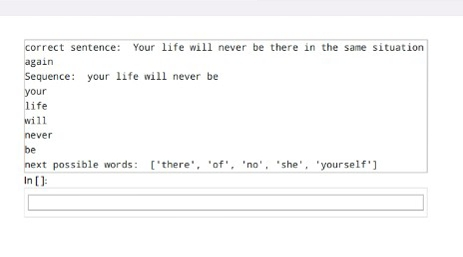 correct sentence:  Your life will never be there in the same situation
again
Sequence:  your life will never be
your
life
will
never
be
next possible words:  ['there', 'of', 'no', 'she', 'yourself']
In [ ]: